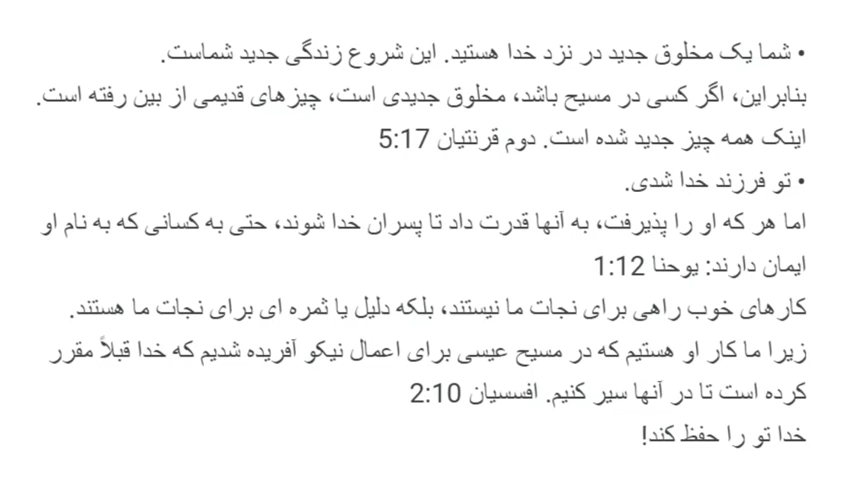 • شما یک مخلوق جدید در نزد خدا هستید. این شروع زندگی جدید شماست.
بنابراین، اگر کسی در مسیح باشد، مخلوق جدیدی است، چیزهای قدیمی از بین رفته است.
اینک همه چیز جدید شده است. دوم قرنتیان 5:17
• تو فرزند خدا شدی.
اما هر که او را پذیرفت، به آنها قدرت داد تا پسران خدا شوند، حتی به کسانی که به نام او
ایمان دارند: یوحنا 1:12
کارهای خوب راهی برای نجات ما نیستند، بلکه دلیل یا ثمره ای برای نجات ما هستند.
زیرا ما کار او هستیم که در مسیح عیسی برای اعمال نیکو آفریده شدیم که خدا قبلاً مقرر
کرده است تا در آنها سیر کنیم. افسسیان 2:10
خدا تو را حفظ کند!